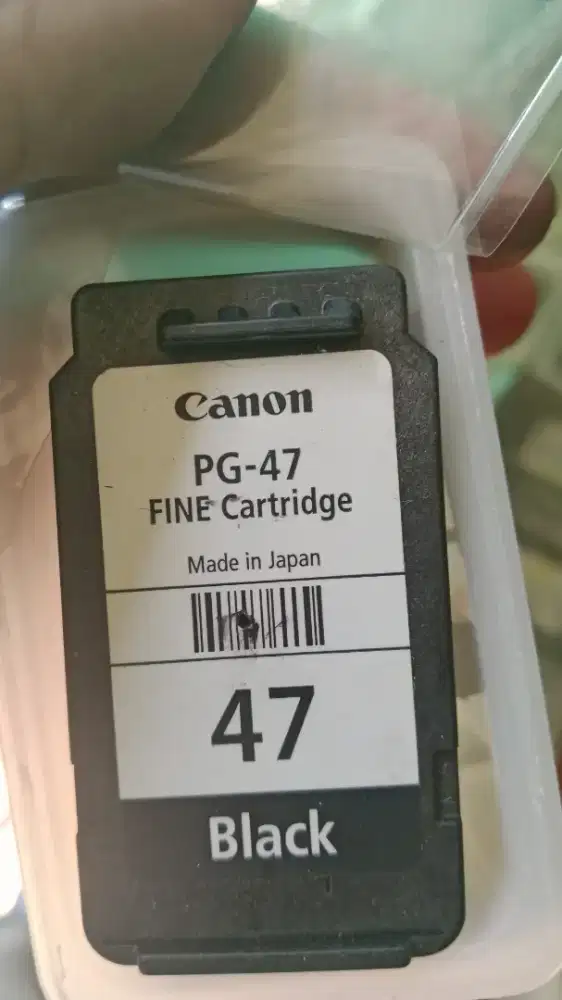 Canon
PG-47
FINE Cartridge
Made in Japan
47
Black